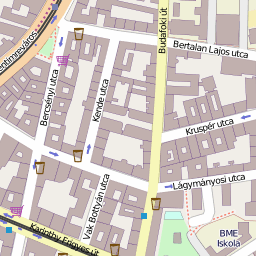 Budafoki út
Bertalan Lajos utca
Bercsényi utca
Kende utca
Kruspér utca
Lágymányosi utca
Vak Bottyán utca
Karinthy Frigyes út
BME
Iskola